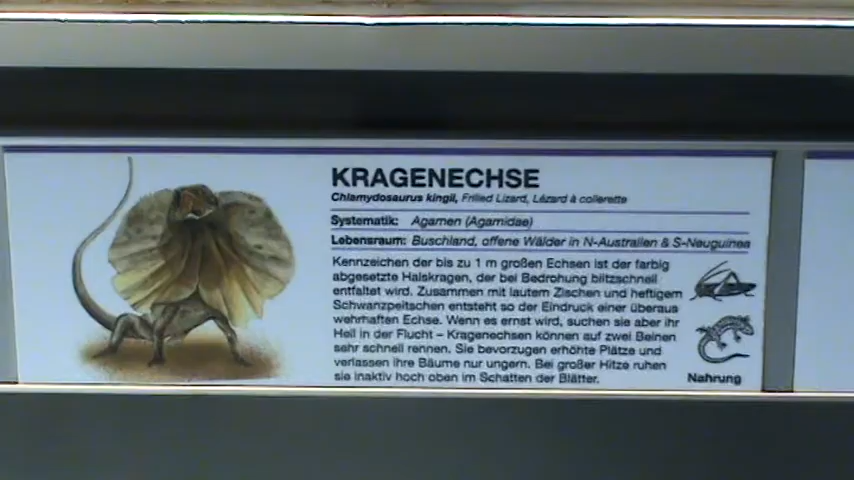 KRAGENECHSE
Chlamydosaurus kingii, Frilled Lizard, Lézard à collerette
Systematik: Agamen (Agamidae)
Lebensraum: Buschland, offene Wälder in N-Australien & S-Neuguinea
Kennzeichen der bis zu 1 m großen Echsen ist der farbig
abgesetzte Halskragen, der bei Bedrohung blitzschnell
entfaltet wird. Zusammen mit lautem Zischen und heftigem
Schwanzpeitschen entsteht so der Eindruck einer überaus
wehrhaften Echse. Wenn es ernst wird, suchen sie aber ihr
Heil in der Flucht – Kragenechsen können auf zwei Beinen
sehr schnell rennen. Sie bevorzugen erhöhte Plätze und
verlassen ihre Bäume nur ungern. Bei großer Hitze ruhen
sie inaktiv hoch oben im Schatten der Blätter.
Nahrung